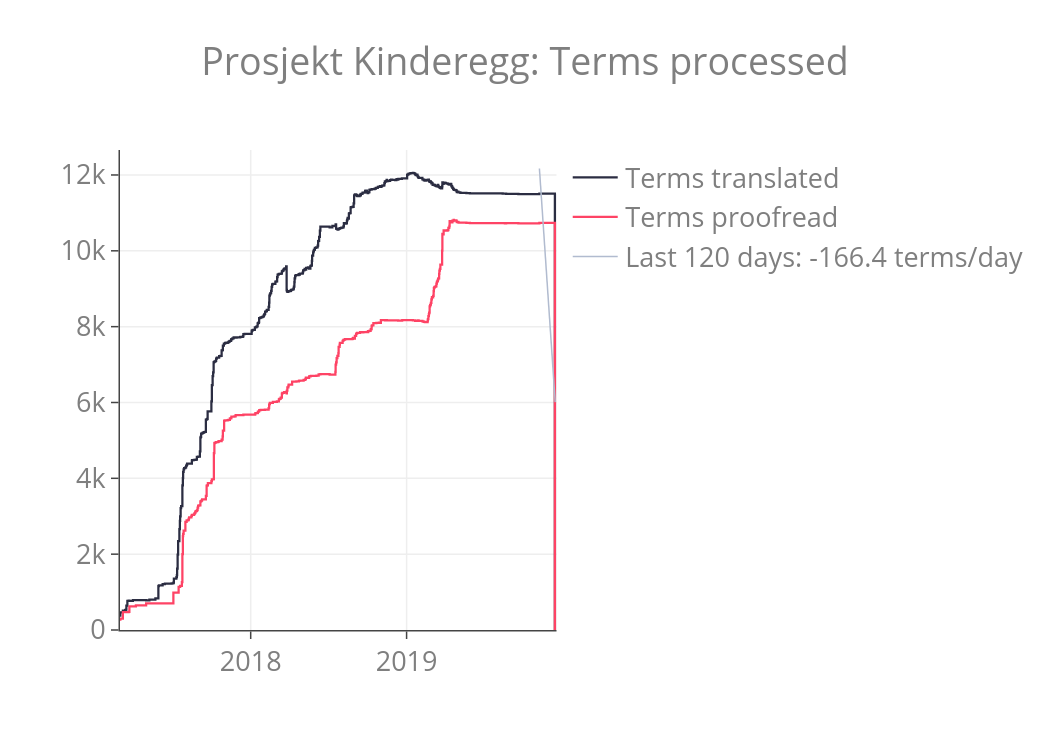 Prosjekt Kinderegg: Terms processed
12k
10k
8k
6k
4k
2k
0
2018 2019
Terms translated
Terms proofread
Last 120 days: -166.4 terms/day